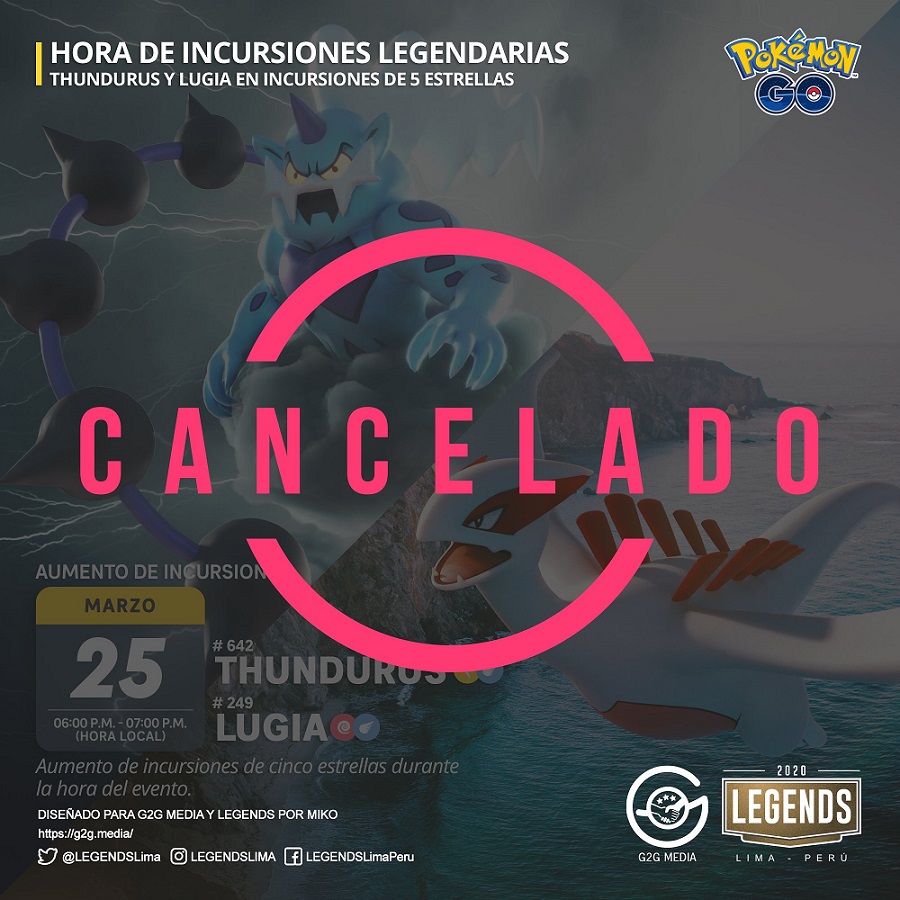 HORA DE INCURSIONES LEGENDARIAS
THUNDURUS Y LUGIA EN INCURSIONES DE 5 ESTRELLAS
POKéMON
GO
CANCELADO
AUMENTO DE INCURSION
MARZO
25
06:00 P.M. - 07:00 P.M.
(HORA LOCAL)
# 642
THUNDURUS
# 249
LUGIA
Aumento de incursiones de cinco estrellas durante
la hora del evento.
DISEÑADO PARA G2G MEDIA Y LEGENDS POR MIKO
https://g2g.media/
@LEGENDSLima LEGENDSLIMA LEGENDSLimaPeru
G2G MEDIA
2020
LEGENDS
LIMA - PERÚ